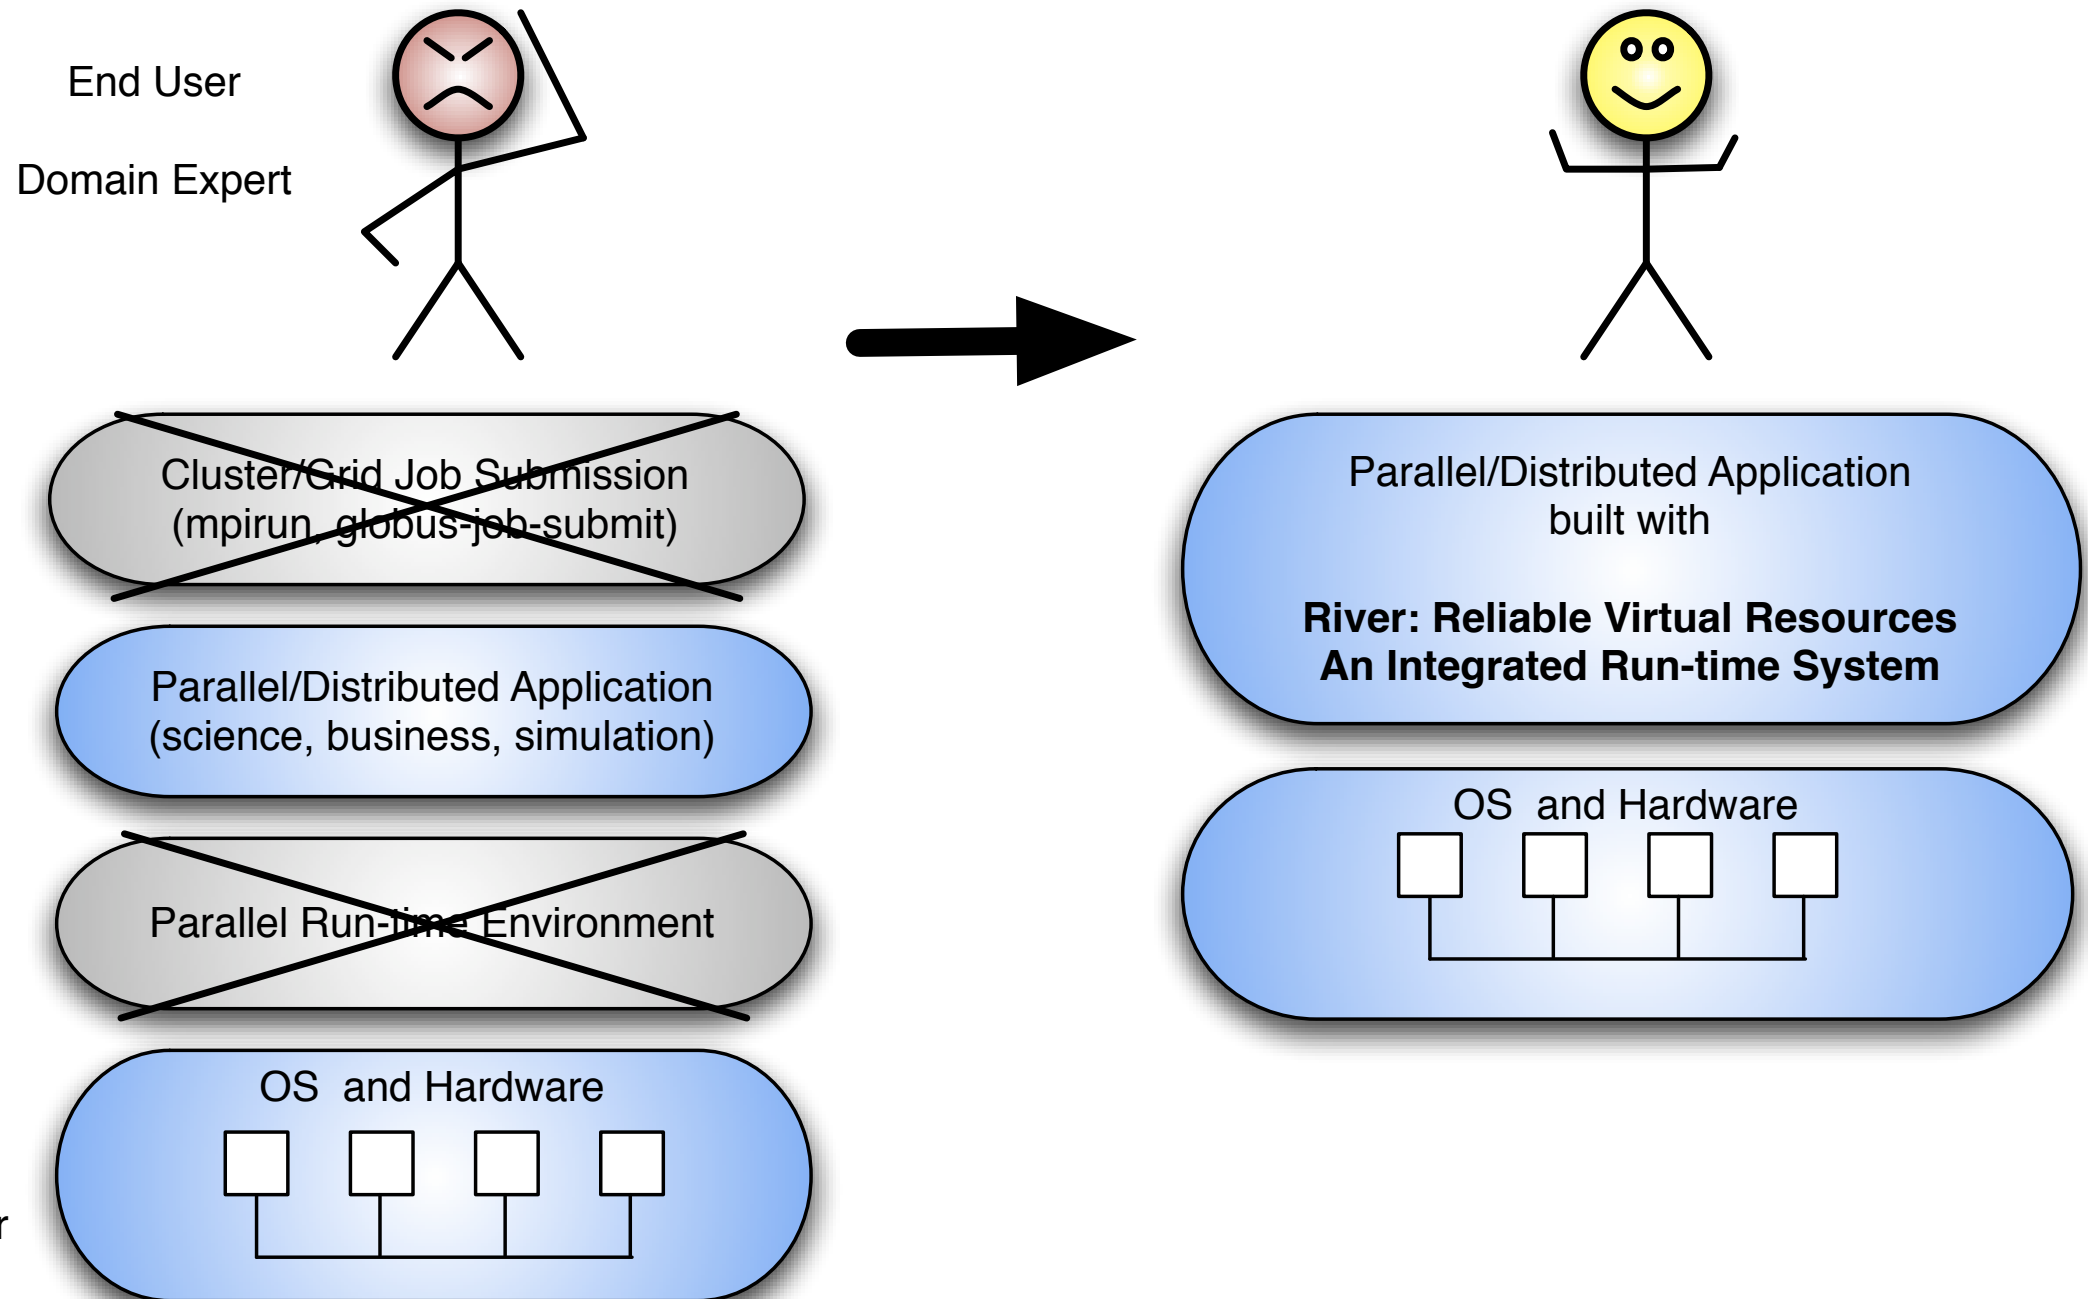 End User
Domain Expert
Cluster/Grid Job Submission
(mpirun, globus-job-submit)
Parallel/Distributed Application
(science, business, simulation)
Parallel Run-time Environment
OS and Hardware
r
Parallel/Distributed Application
built with
River: Reliable Virtual Resources
An Integrated Run-time System
OS and Hardware